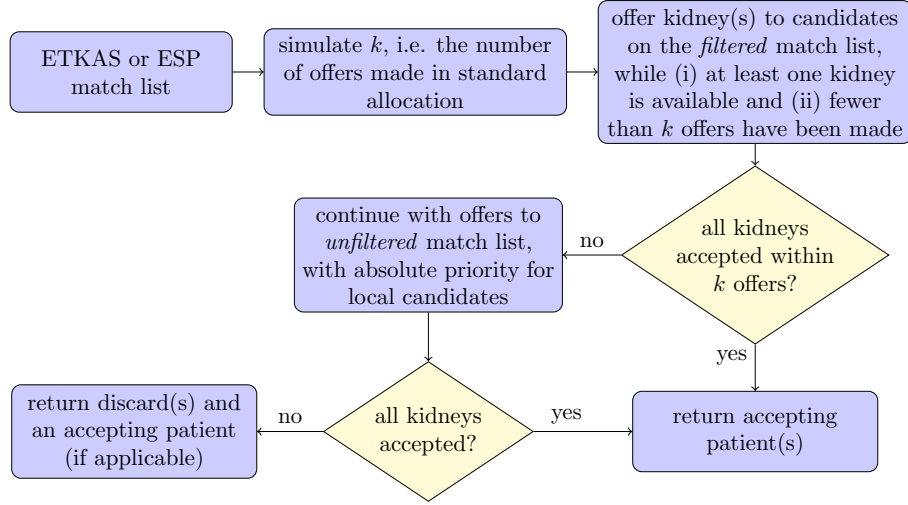 ETKAS or ESP
match list
simulate k, i.e. the number
of offers made in standard
allocation
offer kidney(s) to candidates
on the filtered match list,
while (i) at least one kidney
is available and (ii) fewer
than k offers have been made
all kidneys
accepted within
k offers?
no
continue with offers to
unfiltered match list,
with absolute priority for
local candidates
yes
all kidneys
accepted?
no
return discard(s) and
an accepting patient
(if applicable)
yes
return accepting
patient(s)